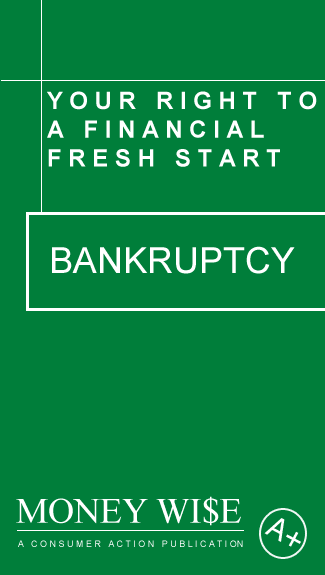 YOUR RIGHT TO
A FINANCIAL
FRESH START
BANKRUPTCY
MONEY WI$E
A CONSUMER ACTION PUBLICATION
A+